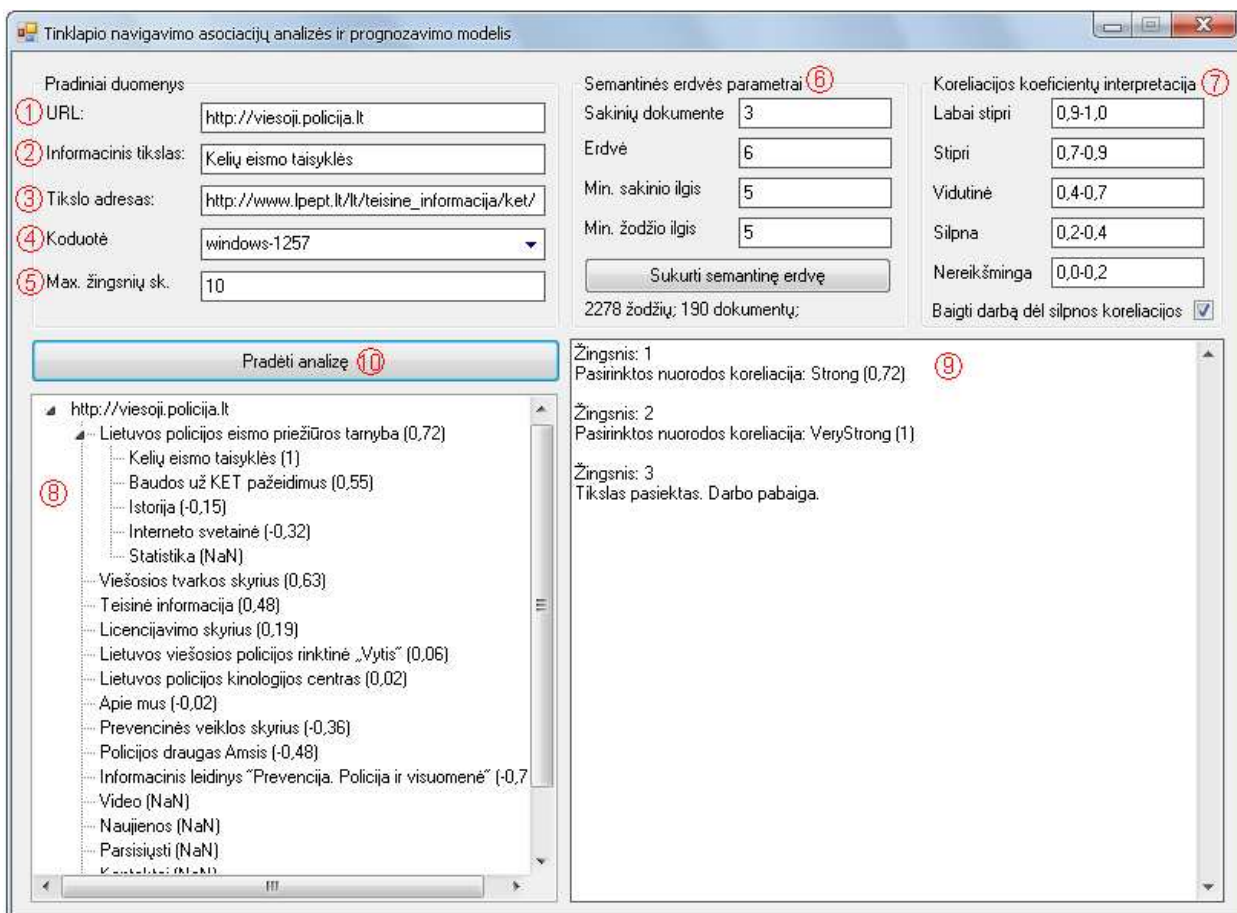 Tinklapio navigavimo asociacijų analizės ir prognozavimo modelis
Pradiniai duomenys
① URL: http://viesoji.policija.lt
② Informacinis tikslas: Kelių eismo taisyklės
③ Tikslo adresas: http://www.lpept.lt/lt/teisine_informacija/ket/
④ Koduotė windows-1257
⑤ Max. žingsnių sk. 10
Semantinės erdvės parametrai ⑥
Sakinių dokumente 3
Erdvė 6
Min. sakinio ilgis 5
Min. žodžio ilgis 5
Sukurti semantinę erdvę
2278 žodžių; 190 dokumentų;
Koreliacijos koeficientų interpretacija ⑦
Labai stipri 0,9-1,0
Stipri 0,7-0,9
Vidutinė 0,4-0,7
Silpna 0,2-0,4
Nereikšminga 0,0-0,2
Baigti darbą dėl silpnos koreliacijos
Pradėti analizę ⑩
⑧
http://viesoji.policija.lt
Lietuvos policijos eismo priežiūros tarnyba (0,72)
Kelių eismo taisyklės (1)
Baudos už KET pažeidimus (0,55)
Istorija (-0,15)
Interneto svetainė (-0,32)
Statistika (NaN)
Viešosios tvarkos skyrius (0,63)
Teisinė informacija (0,48)
Licencijavimo skyrius (0,19)
Lietuvos viešosios policijos rinktinė „Vytis" (0,06)
Lietuvos policijos kinologijos centras (0,02)
Apie mus (-0,02)
Prevencinės veiklos skyrius (-0,36)
Policijos draugas Amsis (-0,48)
Informacinis leidinys "Prevencija. Policija ir visuomenė" (-0,7
Video (NaN)
Naujienos (NaN)
Parsisiųsti (NaN)
Kontaktai (NaN)
⑨
Žingsnis: 1
Pasirinktos nuorodos koreliacija: Strong (0,72)
Žingsnis: 2
Pasirinktos nuorodos koreliacija: VeryStrong (1)
Žingsnis: 3
Tikslas pasiektas. Darbo pabaiga.